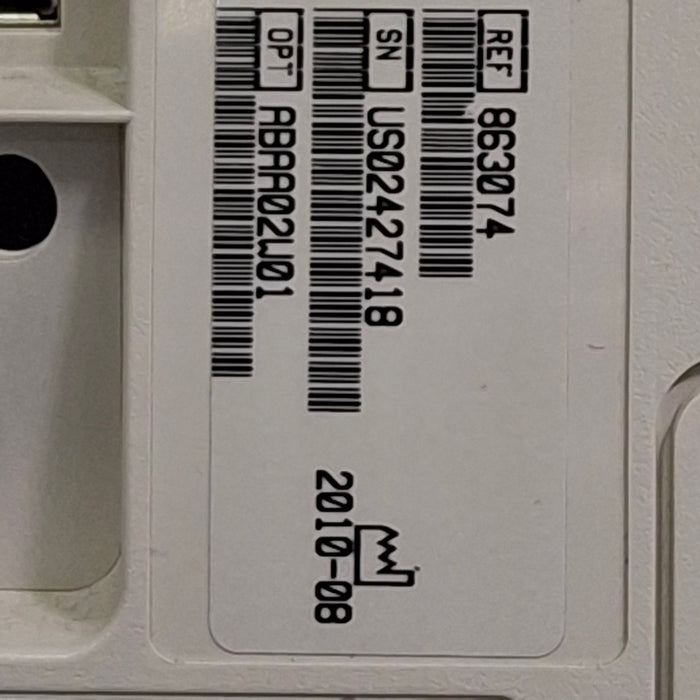 REF 863074
SN US02427418
OPT ABAA02W01
2010-08